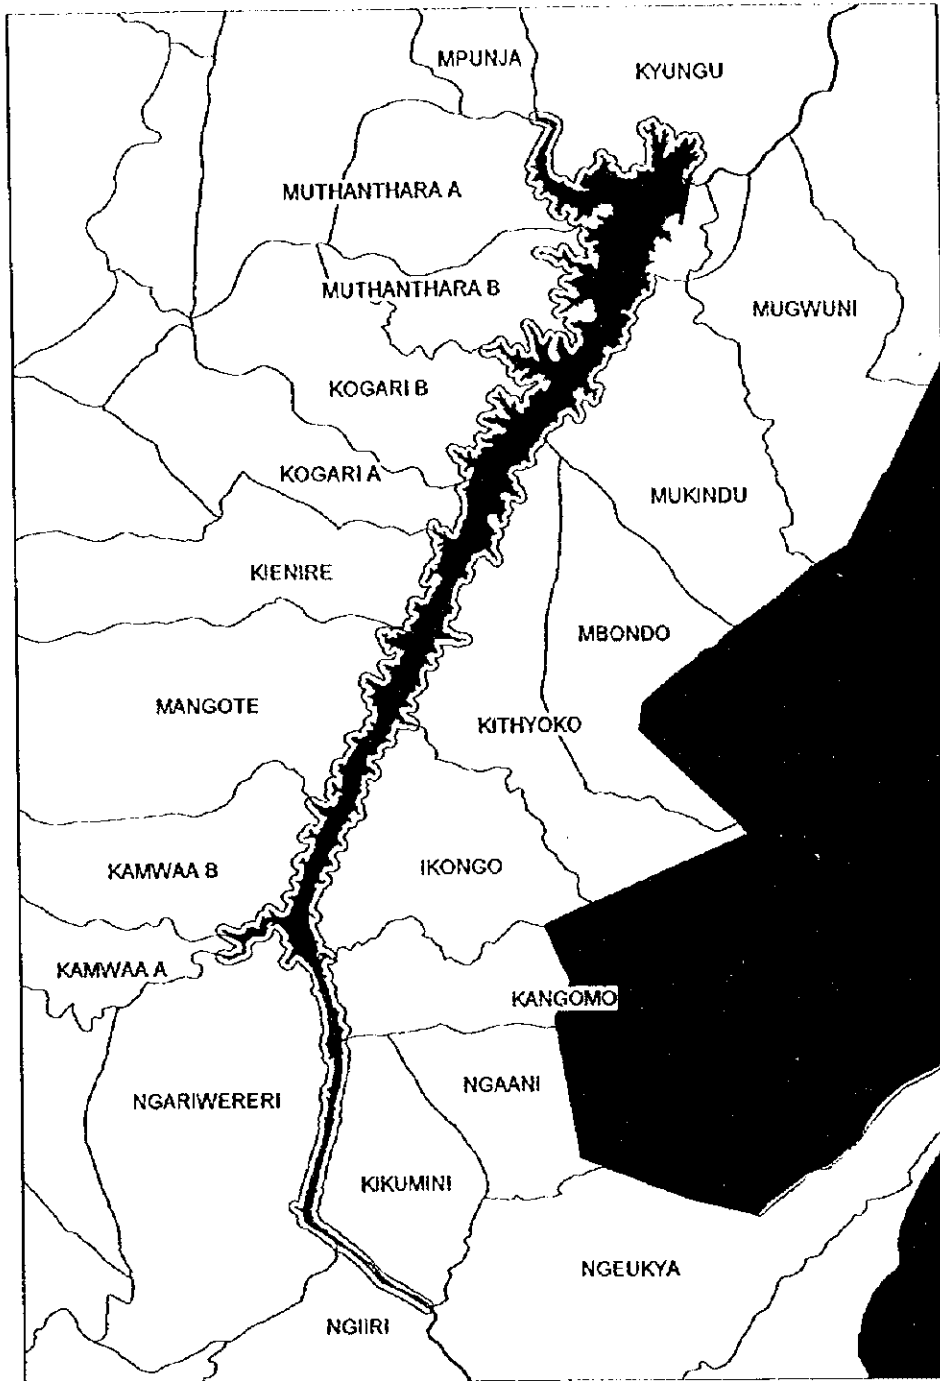 MPUNJA
KYUNGU
MUTHANTHARA A
MUTHANTHARA B
MUGWUNI
KOGARI B
KOGARI A
MUKINDU
KIENIRE
MBONDO
MANGOTE
KITHYOKO
KAMWAA B
IKONGO
KAMWAA A
KANGOMO
NGAANI
NGARIWERERI
KIKUMINI
NGEUKYA
NGIIRI